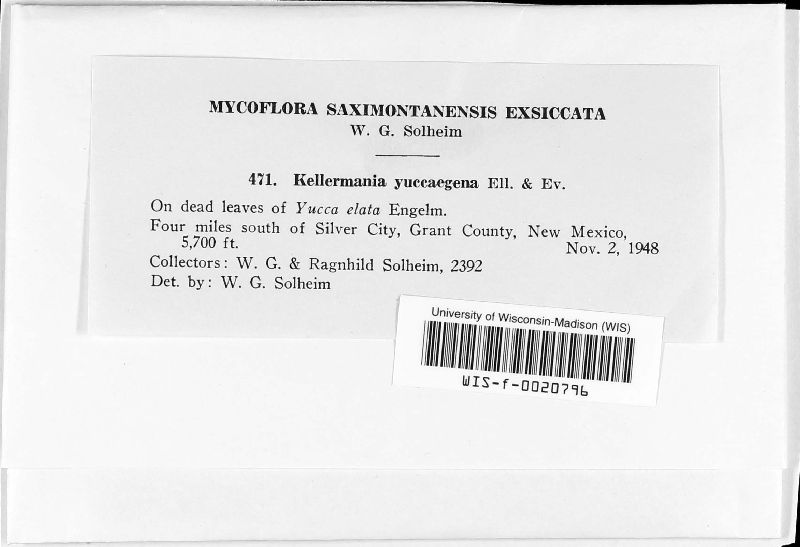 MYCOFLORA SAXIMONTANENSIS EXSICCATA
W. G. Solheim
471. Kellermania yuccaegena Ell. & Ev.
On dead leaves of Yucca elata Engelm.
Four miles south of Silver City, Grant County, New Mexico,
5,700 ft. Nov. 2, 1948
Collectors: W. G. & Ragnhild Solheim, 2392
Det. by: W. G. Solheim
University of Wisconsin-Madison (WIS)
WIS-f-0020796